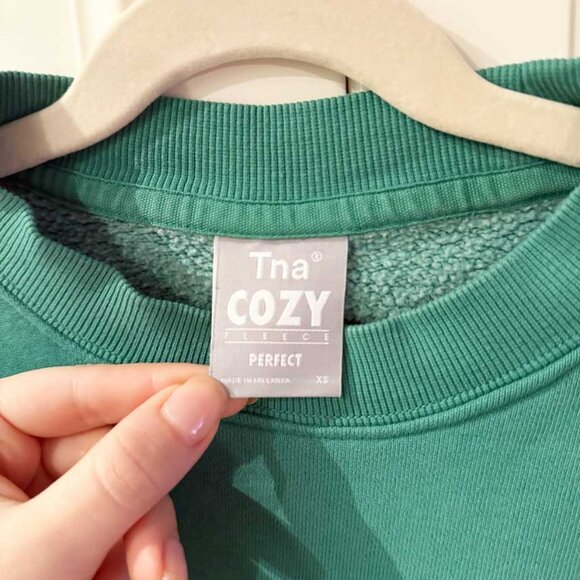 Tna®
COZY
FLEECE
PERFECT
MADE IN SRI LANKA XS